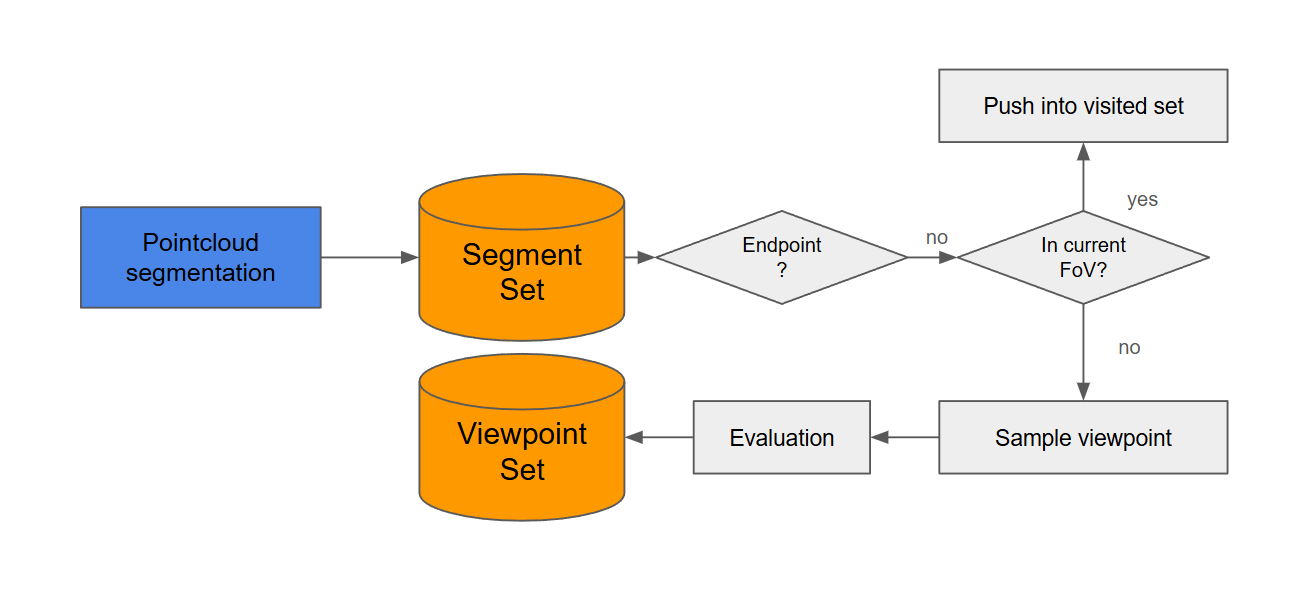 Push into visited set
yes
Pointcloud
segmentation
Segment
Set
Endpoint
?
no
In current
FoV?
no
Viewpoint
Set
Evaluation
Sample viewpoint